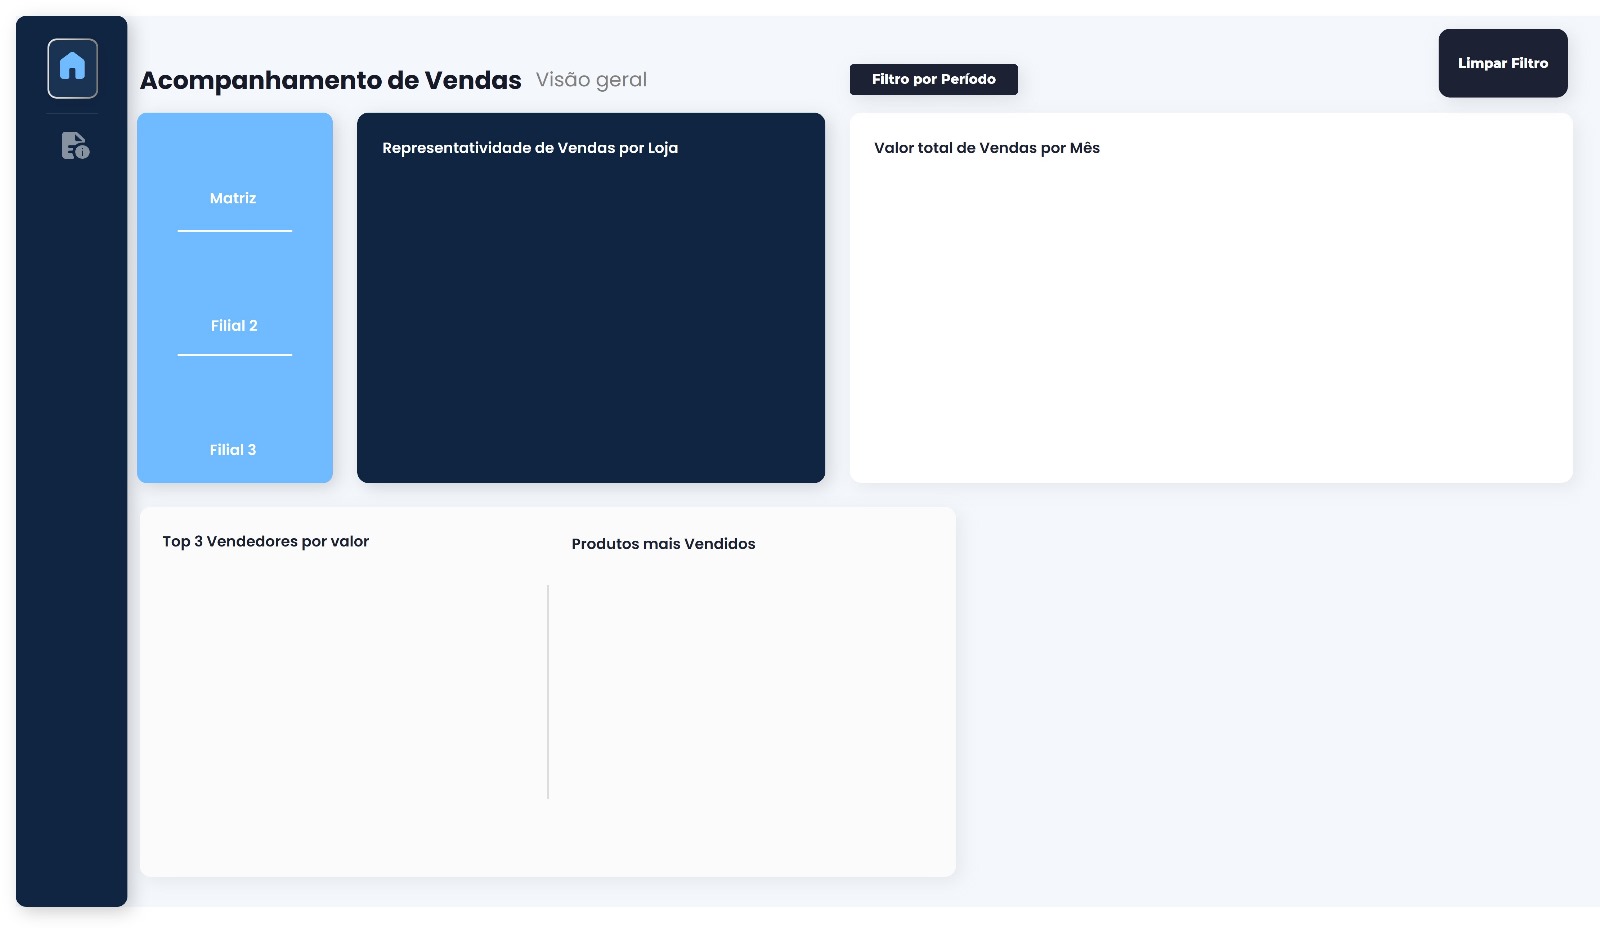 Acompanhamento de Vendas Visão geral
Filtro por Período
Limpar Filtro
Matriz
Filial 2
Filial 3
Representatividade de Vendas por Loja
Valor total de Vendas por Mês
Top 3 Vendedores por valor
Produtos mais Vendidos